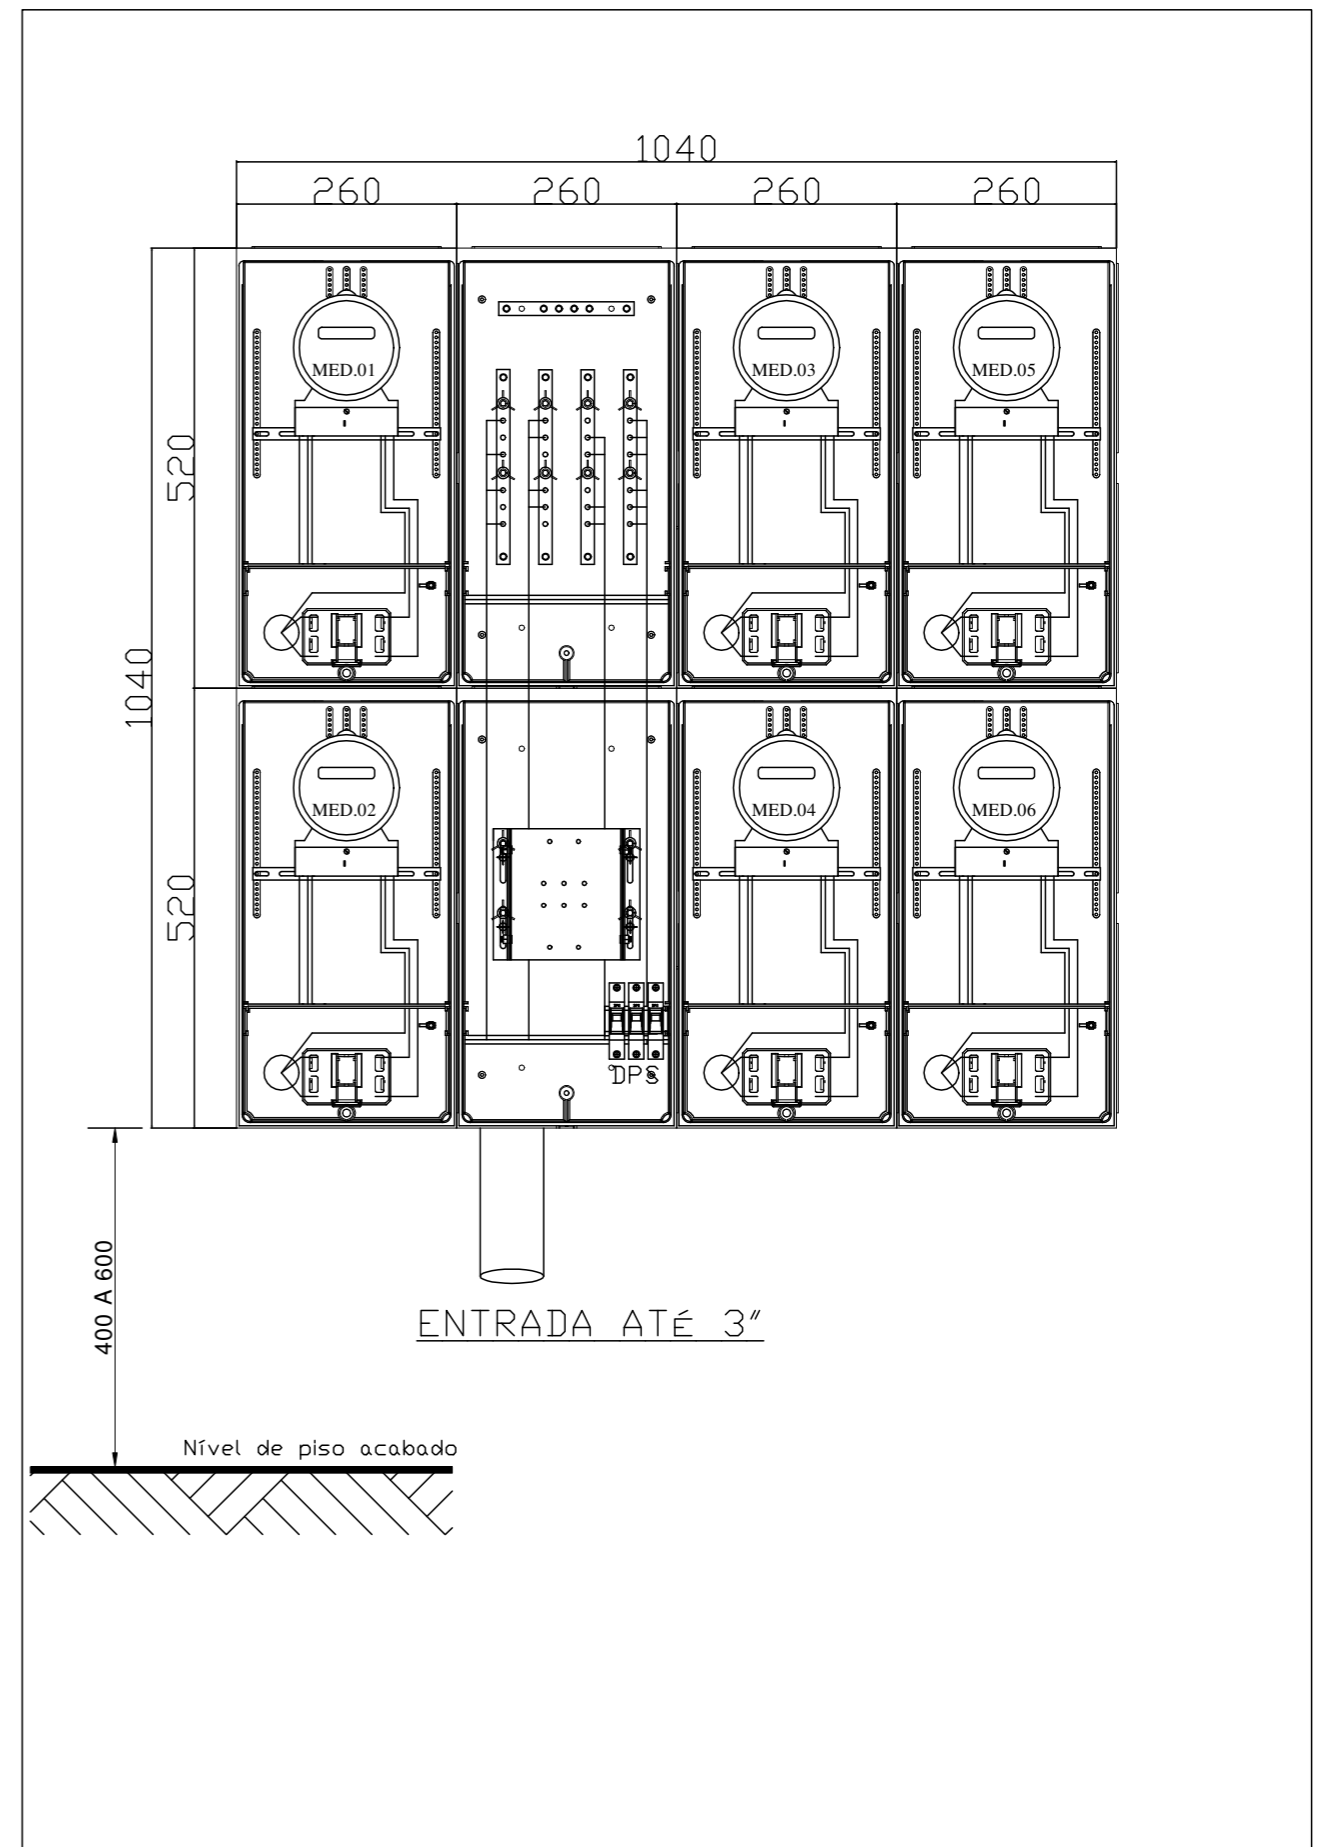 1040
260 260 260 260
MED.01 MED.03 MED.05
520
1040
MED.02 MED.04 MED.06
520
DPS
400 A 600
ENTRADA ATÉ 3"
Nível de piso acabado